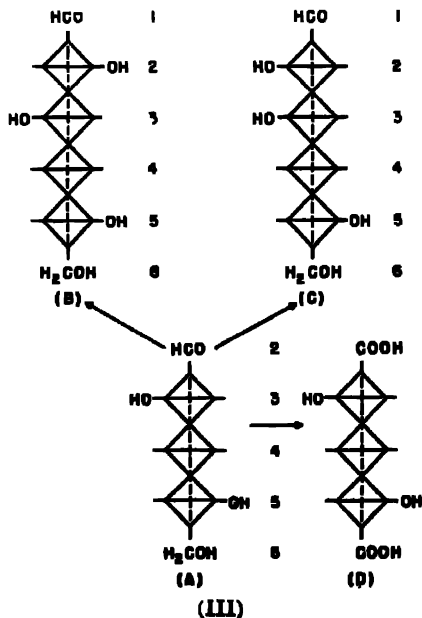 HCO 1 HCO 1
OH 2 HO 2
HO 3 HO 3
4 4
OH 5 OH 5
H₂COH 6 H₂COH 6
(B) (C)
HCO 2 COOH
HO 3 HO
4
OH 5 OH
H₂COH 6 COOH
(A) (D)
(III)